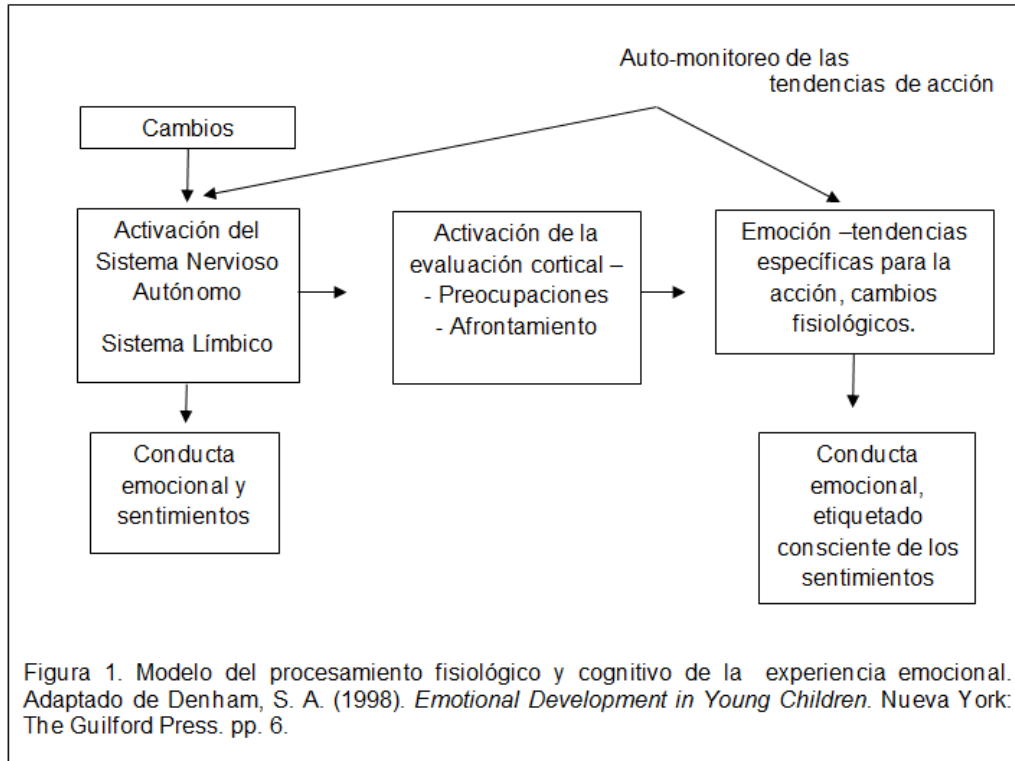 Auto-monitoreo de las
tendencias de acción
Cambios
Activación del
Sistema Nervioso
Autónomo
Sistema Límbico
Activación de la
evaluación cortical –
- Preocupaciones
- Afrontamiento
Emoción –tendencias
específicas para la
acción, cambios
fisiológicos.
Conducta
emocional y
sentimientos
Conducta
emocional,
etiquetado
consciente de los
sentimientos
Figura 1. Modelo del procesamiento fisiológico y cognitivo de la experiencia emocional.
Adaptado de Denham, S. A. (1998). Emotional Development in Young Children. Nueva York:
The Guilford Press. pp. 6.